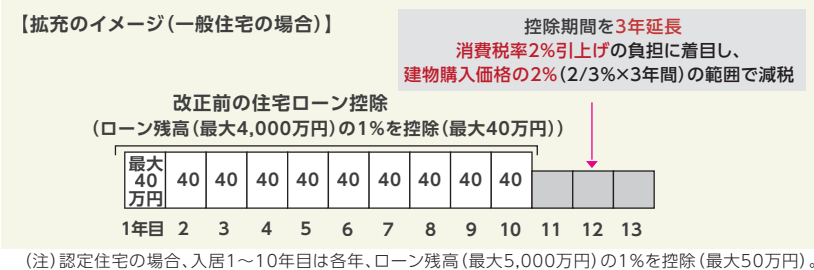 【拡充のイメージ(一般住宅の場合)】
控除期間を3年延長
消費税率2%引上げの負担に着目し、
建物購入価格の2%(2/3%×3年間)の範囲で減税
改正前の住宅ローン控除
(ローン残高(最大4,000万円)の1%を控除(最大40万円))
最大
40
万円
40 40 40 40 40 40 40 40 40
1年目 2 3 4 5 6 7 8 9 10 11 12 13
(注)認定住宅の場合、入居1〜10年目は各年、ローン残高(最大5,000万円)の1%を控除(最大50万円)。